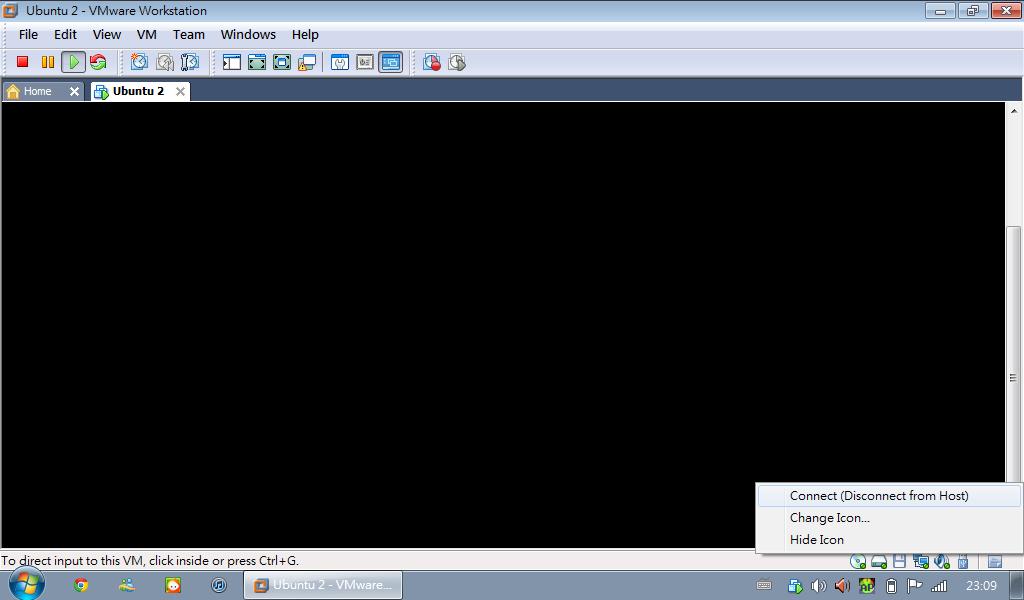 Ubuntu 2 - VMware Workstation
File Edit View VM Team Windows Help
Home Ubuntu 2
Connect (Disconnect from Host)
Change Icon...
Hide Icon
To direct input to this VM, click inside or press Ctrl+G.
Ubuntu 2 - VMware...
AP
23:09